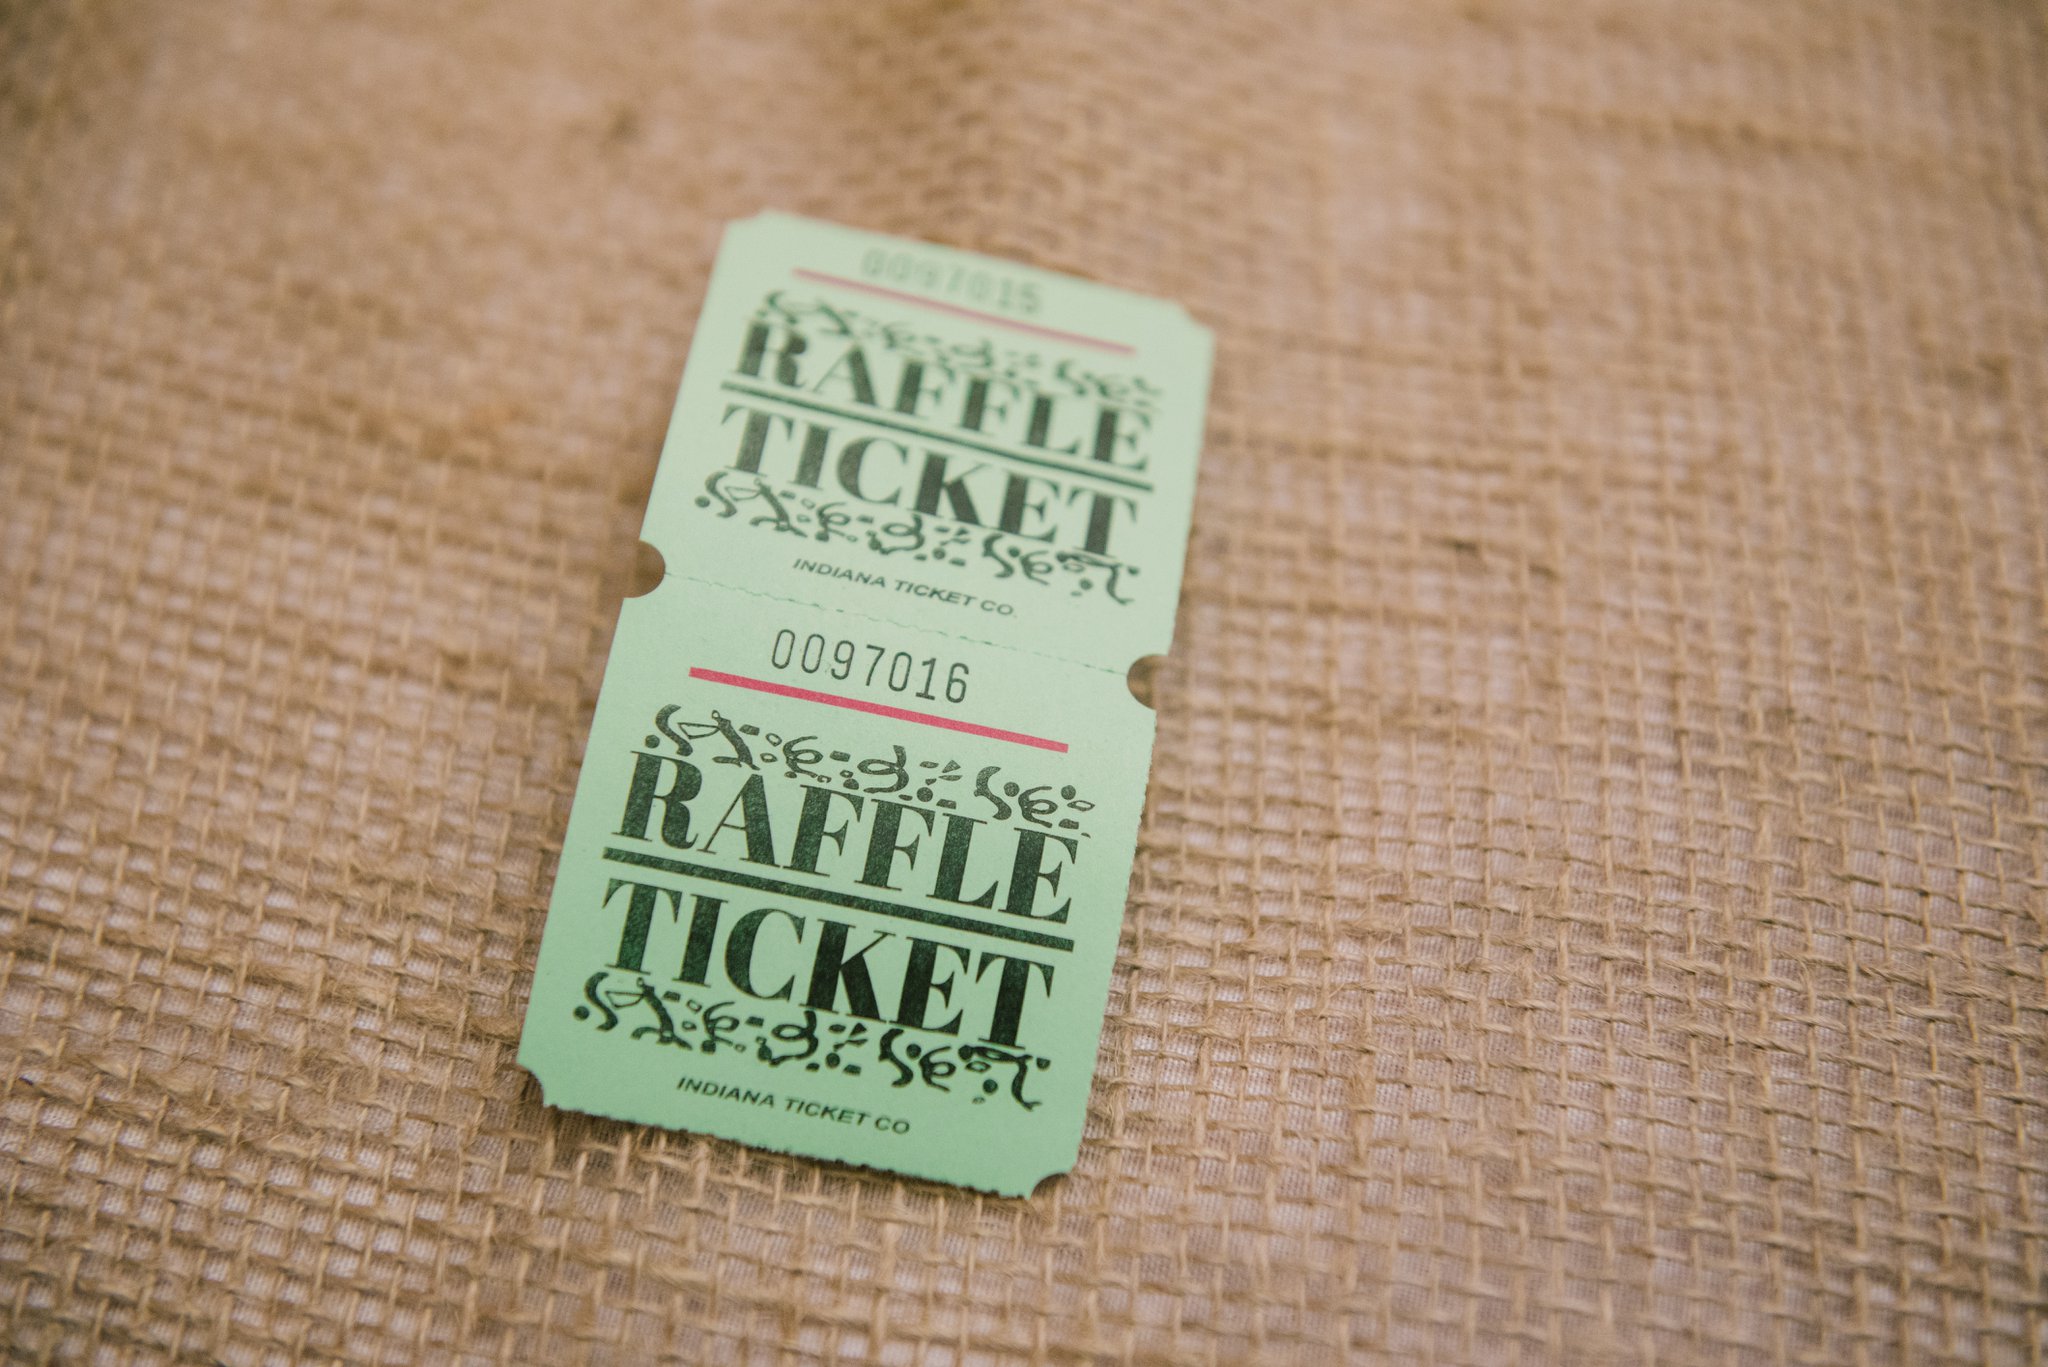 0097015
RAFFLE
TICKET
INDIANA TICKET CO.
0097016
RAFFLE
TICKET
INDIANA TICKET CO